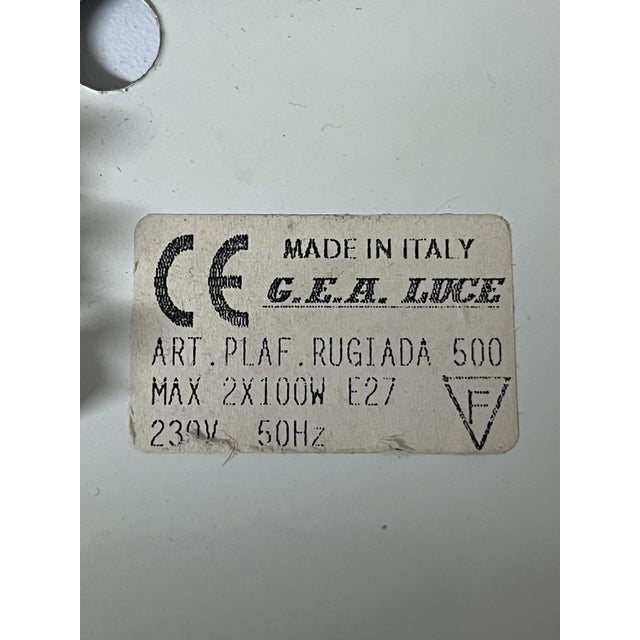 CE MADE IN ITALY
G.E.A. LUCE
ART.PLAF.RUGIADA 500
MAX 2X100W E27
230V 50Hz
F